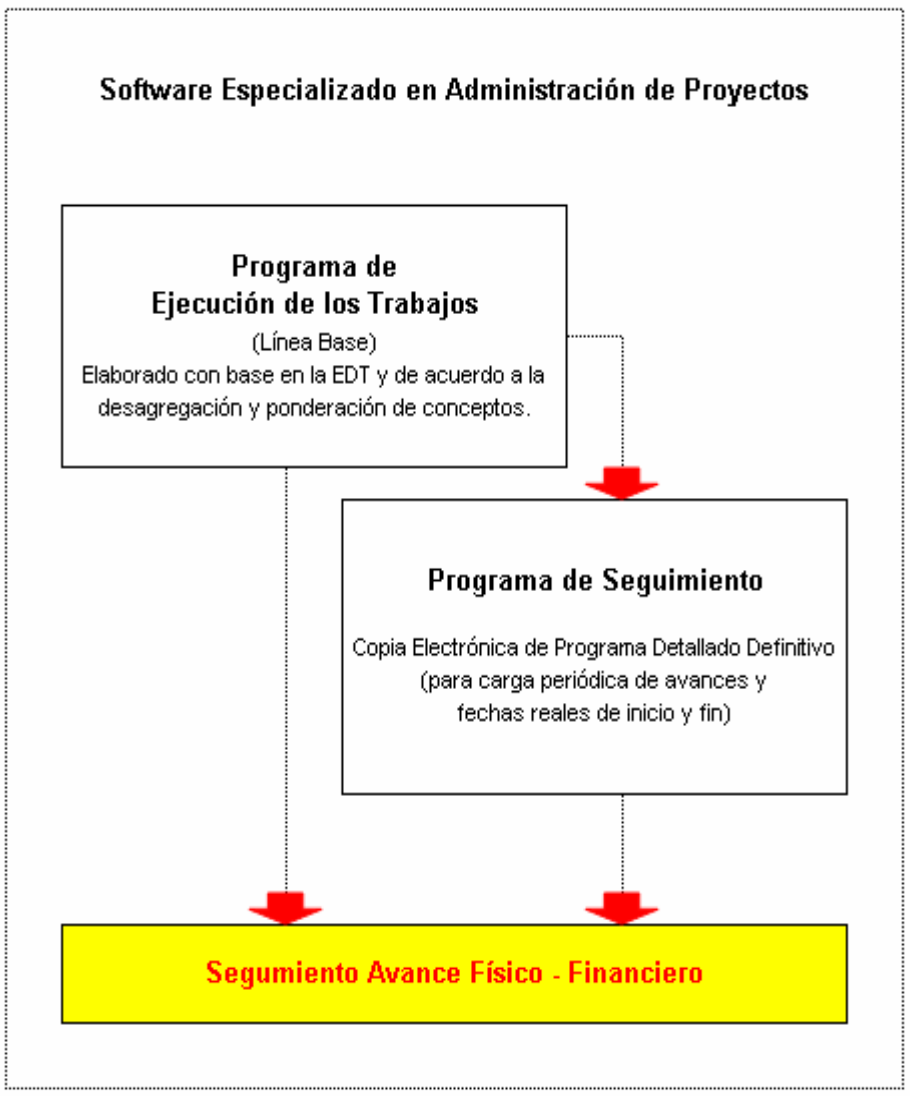 Software Especializado en Administración de Proyectos
Programa de
Ejecución de los Trabajos
(Línea Base)
Elaborado con base en la EDT y de acuerdo a la
desagregación y ponderación de conceptos.
Programa de Seguimiento
Copia Electrónica de Programa Detallado Definitivo
(para carga periódica de avances y
fechas reales de inicio y fin)
Segumiento Avance Físico - Financiero